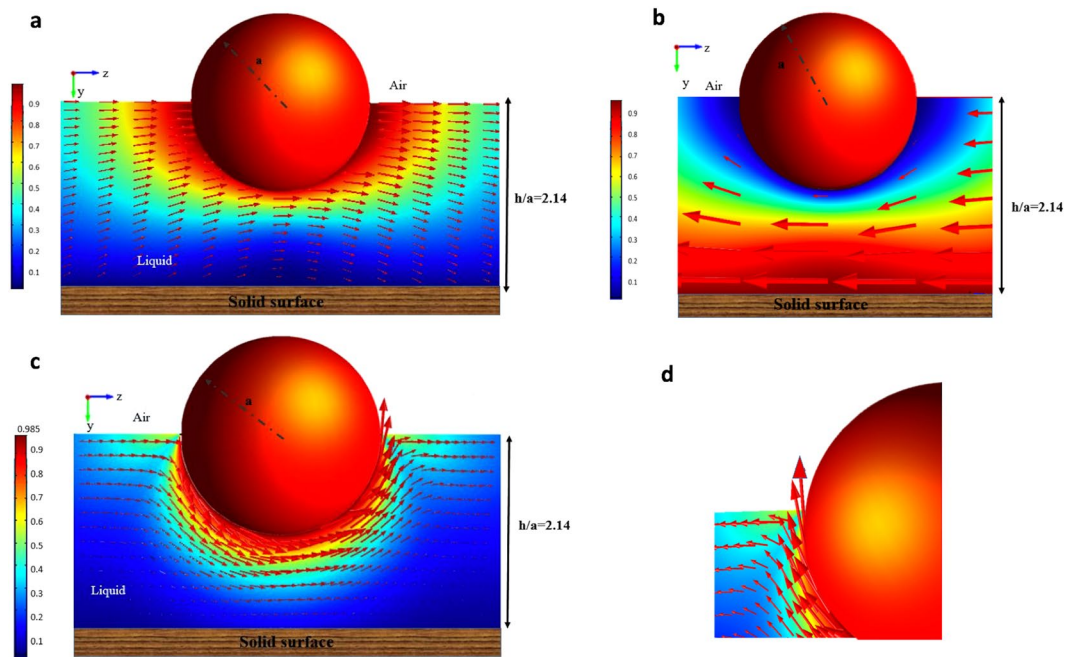 a
z
y
a
Air
0.9
0.8
0.7
0.6
0.5
0.4
0.3
0.2
0.1
h/a=2.14
Liquid
Solid surface
b
z
y
Air
a
0.9
0.8
0.7
0.6
0.5
0.4
0.3
0.2
0.1
h/a=2.14
Solid surface
c
z
y
Air
a
0.985
0.9
0.8
0.7
0.6
0.5
0.4
0.3
0.2
0.1
h/a=2.14
Liquid
Solid surface
d